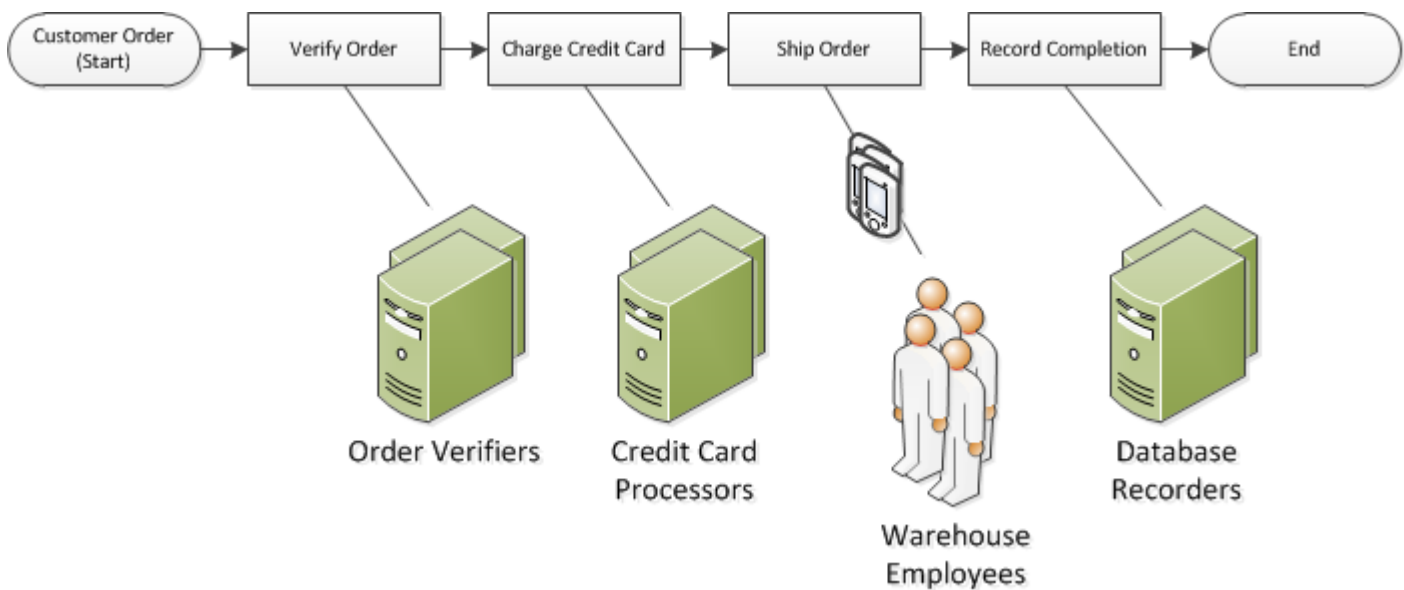 Customer Order
(Start)
Verify Order
Charge Credit Card
Ship Order
Record Completion
End
Order Verifiers
Credit Card
Processors
Warehouse
Employees
Database
Recorders